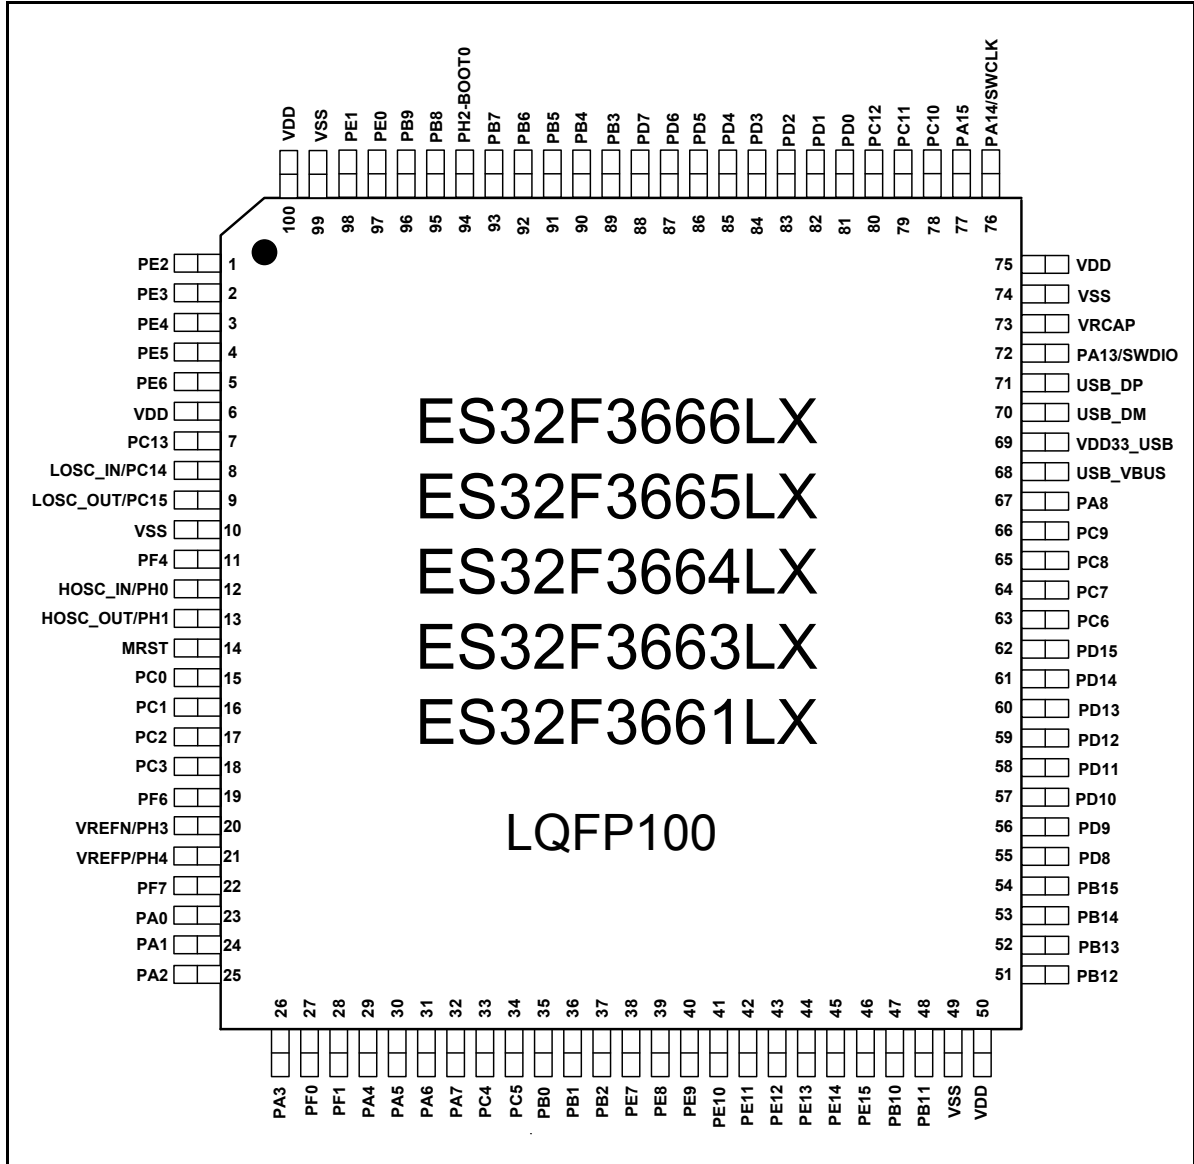 VDD
VSS
PE1
PE0
PB9
PB8
PH2-BOOT0
PB7
PB6
PB5
PB4
PB3
PD7
PD6
PD5
PD4
PD3
PD2
PD1
PD0
PC12
PC11
PC10
PA15
PA14/SWCLK
100
99
98
97
96
95
94
93
92
91
90
89
88
87
86
85
84
83
82
81
80
79
78
77
76
PE2 1
PE3 2
PE4 3
PE5 4
PE6 5
VDD 6
PC13 7
LOSC_IN/PC14 8
LOSC_OUT/PC15 9
VSS 10
PF4 11
HOSC_IN/PH0 12
HOSC_OUT/PH1 13
MRST 14
PC0 15
PC1 16
PC2 17
PC3 18
PF6 19
VREFN/PH3 20
VREFP/PH4 21
PF7 22
PA0 23
PA1 24
PA2 25
ES32F3666LX
ES32F3665LX
ES32F3664LX
ES32F3663LX
ES32F3661LX
LQFP100
75 VDD
74 VSS
73 VRCAP
72 PA13/SWDIO
71 USB_DP
70 USB_DM
69 VDD33_USB
68 USB_VBUS
67 PA8
66 PC9
65 PC8
64 PC7
63 PC6
62 PD15
61 PD14
60 PD13
59 PD12
58 PD11
57 PD10
56 PD9
55 PD8
54 PB15
53 PB14
52 PB13
51 PB12
26
27
28
29
30
31
32
33
34
35
36
37
38
39
40
41
42
43
44
45
46
47
48
49
50
PA3
PF0
PF1
PA4
PA5
PA6
PA7
PC4
PC5
PB0
PB1
PB2
PE7
PE8
PE9
PE10
PE11
PE12
PE13
PE14
PE15
PB10
PB11
VSS
VDD